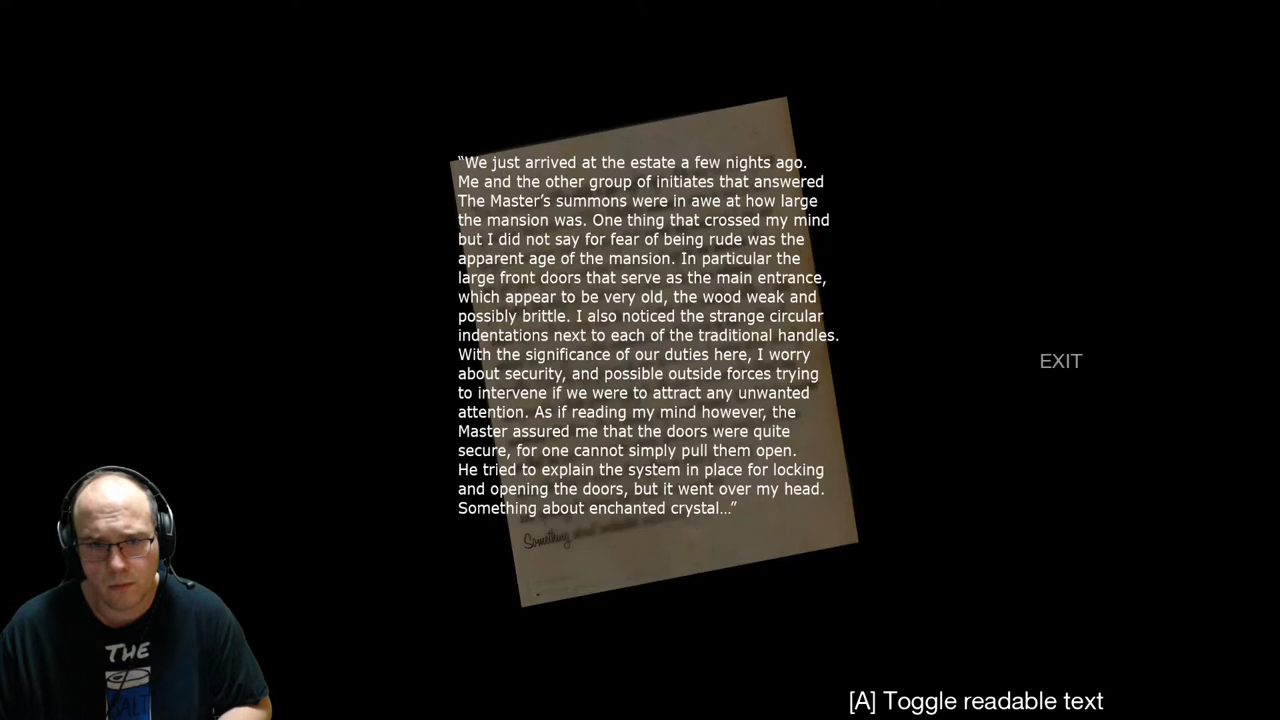 “We just arrived at the estate a few nights ago.
Me and the other group of initiates that answered
The Master’s summons were in awe at how large
the mansion was. One thing that crossed my mind
but I did not say for fear of being rude was the
apparent age of the mansion. In particular the
large front doors that serve as the main entrance,
which appear to be very old, the wood weak and
possibly brittle. I also noticed the strange circular
indentations next to each of the traditional handles.
With the significance of our duties here, I worry
about security, and possible outside forces trying
to intervene if we were to attract any unwanted
attention. As if reading my mind however, the
Master assured me that the doors were quite
secure, for one cannot simply pull them open.
He tried to explain the system in place for locking
and opening the doors, but it went over my head.
Something about enchanted crystal…”
Something
EXIT
THE
[A] Toggle readable text